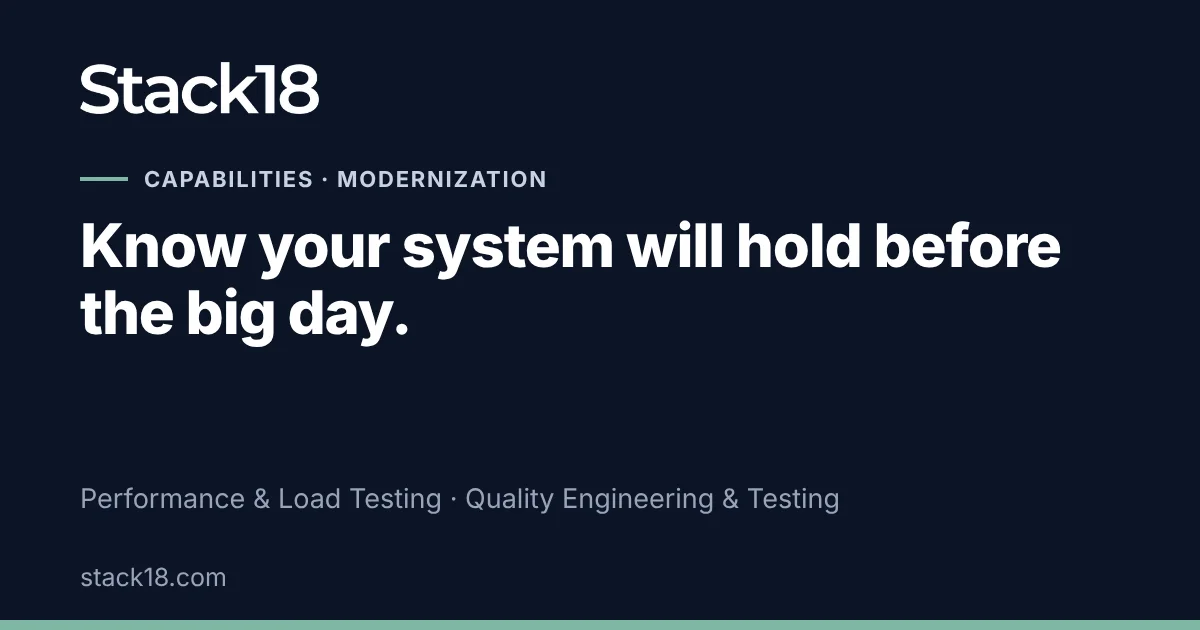 Stack18
CAPABILITIES · MODERNIZATION
Know your system will hold before
the big day.
Performance & Load Testing · Quality Engineering & Testing
stack18.com